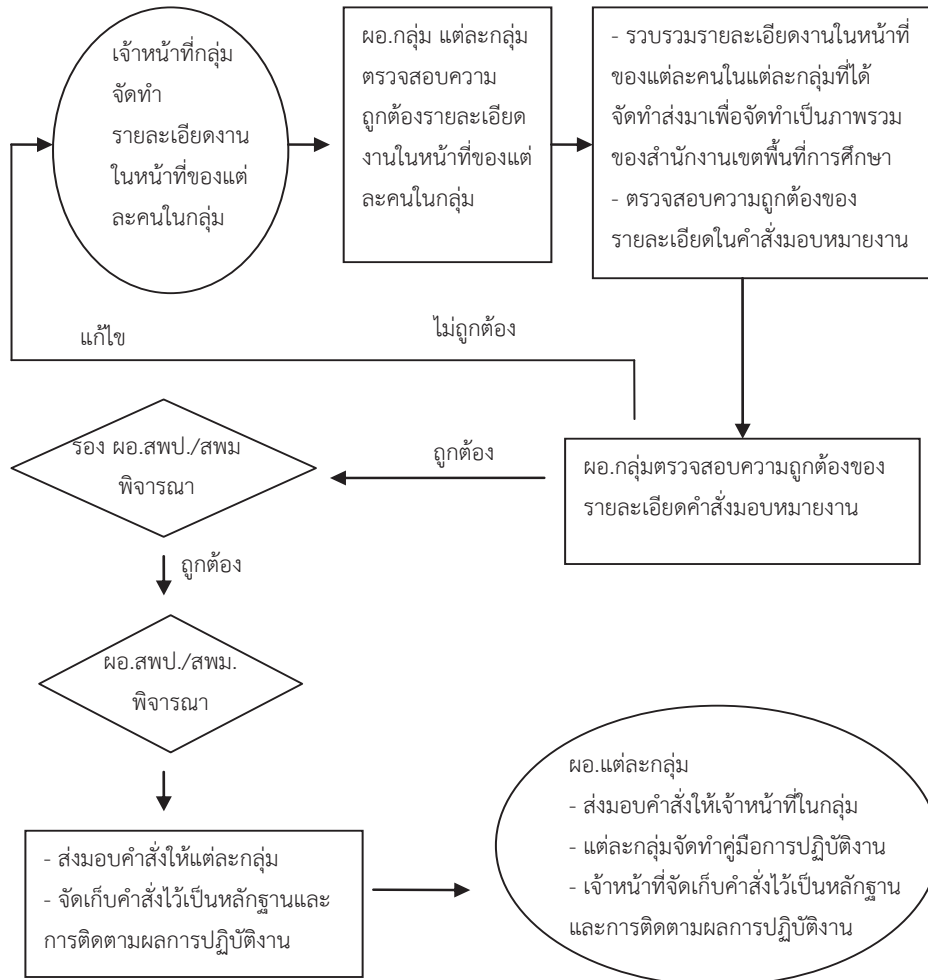 เจ้าหน้าที่กลุ่ม
จัดทำ
รายละเอียดงาน
ในหน้าที่ของแต่
ละคนในกลุ่ม
ผอ.กลุ่ม แต่ละกลุ่ม
ตรวจสอบความ
ถูกต้องรายละเอียด
งานในหน้าที่ของแต่
ละคนในกลุ่ม
- รวบรวมรายละเอียดงานในหน้าที่
ของแต่ละคนในแต่ละกลุ่มที่ได้
จัดทำส่งมาเพื่อจัดทำเป็นภาพรวม
ของสำนักงานเขตพื้นที่การศึกษา
- ตรวจสอบความถูกต้องของ
รายละเอียดในคำสั่งมอบหมายงาน
แก้ไข
ไม่ถูกต้อง
ผอ.กลุ่มตรวจสอบความถูกต้องของ
รายละเอียดคำสั่งมอบหมายงาน
ถูกต้อง
รอง ผอ.สพป./สพม
พิจารณา
ถูกต้อง
ผอ.สพป./สพม.
พิจารณา
- ส่งมอบคำสั่งให้แต่ละกลุ่ม
- จัดเก็บคำสั่งไว้เป็นหลักฐานและ
การติดตามผลการปฏิบัติงาน
ผอ.แต่ละกลุ่ม
- ส่งมอบคำสั่งให้เจ้าหน้าที่ในกลุ่ม
- แต่ละกลุ่มจัดทำคู่มือการปฏิบัติงาน
- เจ้าหน้าที่จัดเก็บคำสั่งไว้เป็นหลักฐาน
และการติดตามผลการปฏิบัติงาน